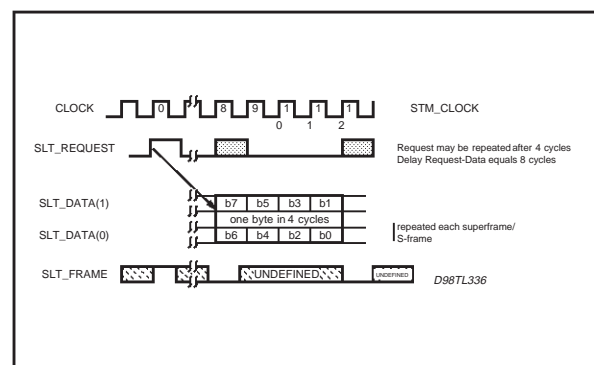 CLOCK 0 8 9 1 1 1 STM_CLOCK
0 1 2
SLT_REQUEST
Request may be repeated after 4 cycles
Delay Request-Data equals 8 cycles
SLT_DATA(1) b7 b5 b3 b1
one byte in 4 cycles
SLT_DATA(0) b6 b4 b2 b0
repeated each superframe/
S-frame
SLT_FRAME UNDEFINED UNDEFINED
D98TL336